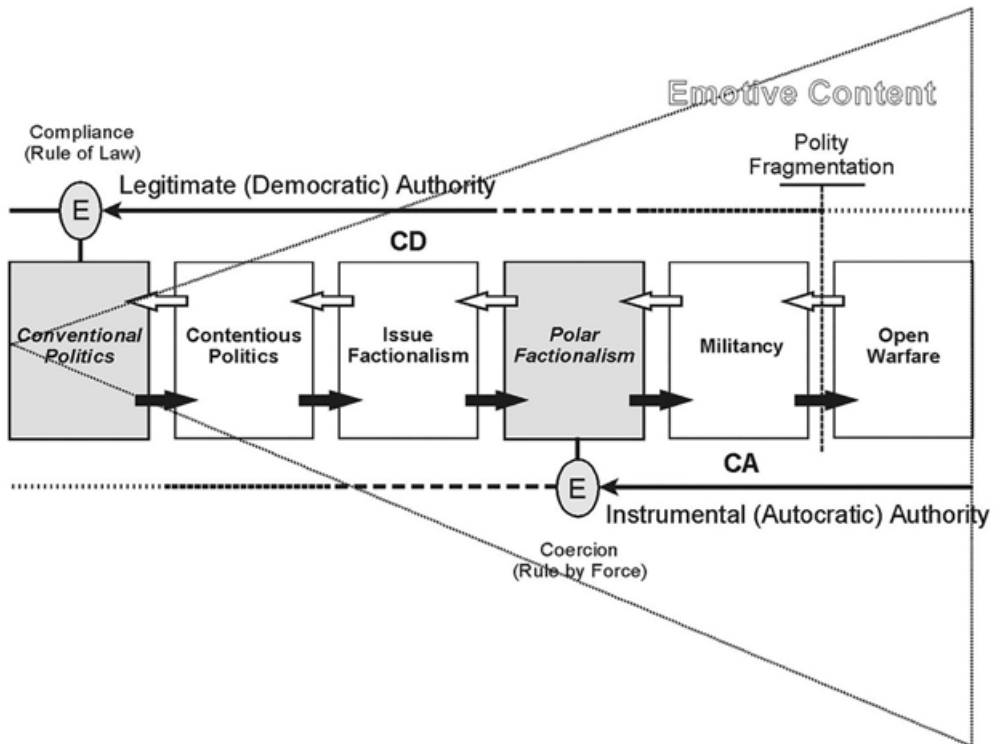 Emotive Content
Compliance
(Rule of Law)
Polity
Fragmentation
Legitimate (Democratic) Authority
E
CD
Conventional
Politics
Contentious
Politics
Issue
Factionalism
Polar
Factionalism
Militancy
Open
Warfare
CA
E
Instrumental (Autocratic) Authority
Coercion
(Rule by Force)